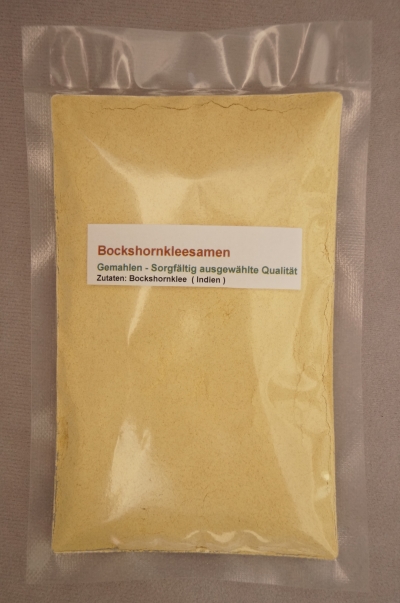 Bockshornkleesamen
Gemahlen - Sorgfältig ausgewählte Qualität
Zutaten: Bockshornklee ( Indien )